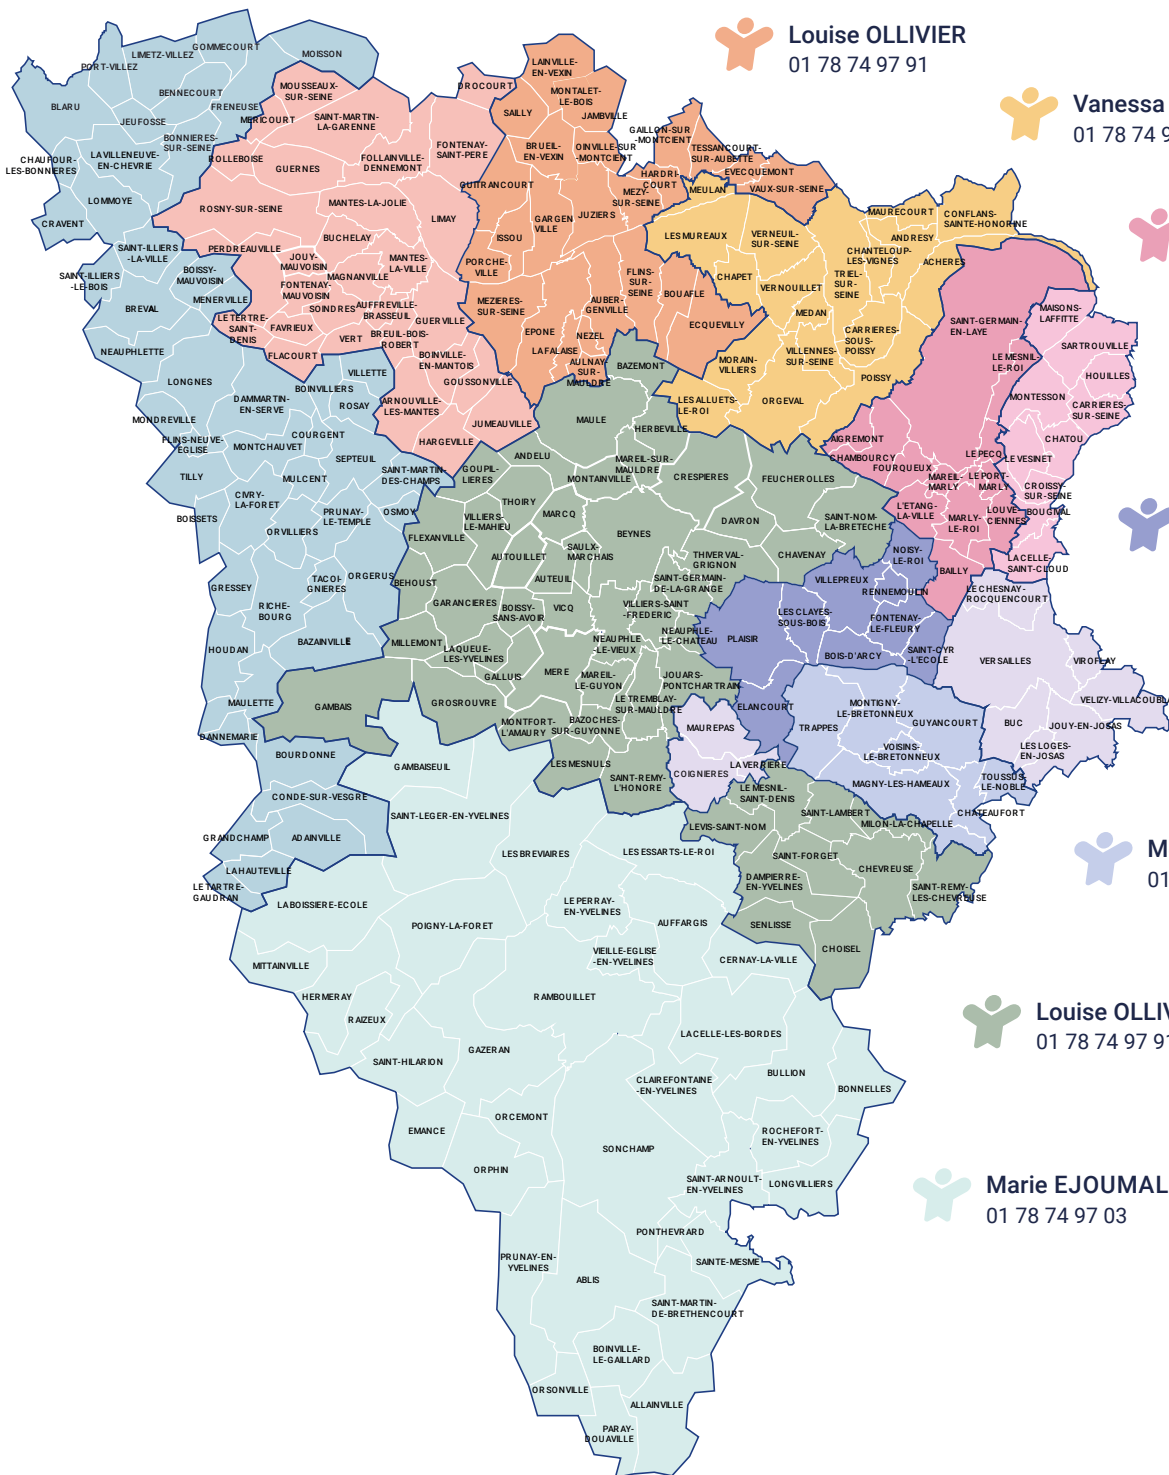 Louise OLLIVIER
01 78 74 97 91
Vanessa
01 78 74 9
M
01
Louise OLLIV
01 78 74 97 91
Marie EJOUMAL
01 78 74 97 03
GOMMECOURT
LIMETZ-VILLEZ
PORT-VILLEZ
MOISSON
BENNECOURT
BLARU
FRENEUSE
JEUFOSSE
BONNIERES-
SUR-SEINE
LA VILLENEUVE-
EN-CHEVRIE
CHAUFOUR-
LES-BONNIERES
LOMMOYE
CRAVENT
SAINT-ILLIERS
-LA-VILLE
SAINT-ILLIERS
-LE-BOIS
BOISSY-
MAUVOISIN
MENERVILLE
BREVAL
NEAUPHLETTE
LONGNES
VILLETTE
BOINVILLIERS
ROSAY
DAMMARTIN-
EN-SERVE
MONDREVILLE
FLINS-NEUVE-
EGLISE
MONTCHAUVET
COURGENT
SEPTEUIL
TILLY
MULCENT
SAINT-MARTIN-
DES-CHAMPS
CIVRY-
LA-FORET
BOISSETS
PRUNAY-
LE-TEMPLE
OSMOY
ORVILLIERS
GRESSEY
TACOI-
GNIERES
ORGERUS
RICHE-
BOURG
BAZAINVILLE
HOUDAN
MAULETTE
DANNEMARIE
BOURDONNE
CONDE-SUR-VESGRE
GRANDCHAMP
ADAINVILLE
LA HAUTEVILLE
LE TARTRE-
GAUDRAN
MOUSSEAUX-
SUR-SEINE
DROCOURT
MERICOURT
SAINT-MARTIN-
LA-GARENNE
ROLLEBOISE
GUERNES
FOLLAINVILLE-
DENNEMONT
FONTENAY-
SAINT-PERE
ROSNY-SUR-SEINE
MANTES-LA-JOLIE
LIMAY
PERDREAUVILLE
BUCHELAY
JOUY-
MAUVOISIN
MAGNANVILLE
MANTES-
LA-VILLE
FONTENAY-
MAUVOISIN
SOINDRES
AUFFREVILLE-
BRASSEUIL
LE TERTRE-
SAINT-
DENIS
FAVRIEUX
VERT
BREUIL-BOIS-
ROBERT
GUERVILLE
FLACOURT
BOINVILLE-
EN-MANTOIS
GOUSSONVILLE
ARNOUVILLE-
LES-MANTES
JUMEAUVILLE
HARGEVILLE
LAINVILLE-
EN-VEXIN
MONTALET-
LE-BOIS
SAILLY
JAMBVILLE
BRUEIL-
EN-VEXIN
OINVILLE-SUR
-MONTCIENT
GAILLON-SUR
-MONTCIENT
TESSANCOURT-
SUR-AUBETTE
EVECQUEMONT
HARDRI-
COURT
VAUX-SUR-SEINE
GUITRANCOURT
MEZY-
SUR-SEINE
JUZIERS
GARGEN
VILLE
ISSOU
PORCHE-
VILLE
FLINS-
SUR-
SEINE
BOUAFLE
MEZIERES-
SUR-SEINE
AUBER-
GENVILLE
EPONE
ECQUEVILLY
NEZEL
LA FALAISE
AULNAY-
SUR-
MAULDRE
MEULAN
LES MUREAUX
VERNEUIL-
SUR-SEINE
MAURECOURT
CONFLANS-
SAINTE-HONORINE
ANDRESY
CHANTELOUP-
LES-VIGNES
ACHERES
CHAPET
VERNOUILLET
TRIEL-
SUR-
SEINE
MEDAN
CARRIERES-
SOUS-
POISSY
MORAIN-
VILLIERS
VILLENNES-
SUR-SEINE
POISSY
LES ALLUETS-
LE-ROI
ORGEVAL
SAINT-GERMAIN-
EN-LAYE
LE MESNIL-
LE-ROI
AIGREMONT
CHAMBOURCY
FOURQUEUX
LE PECQ
MAREIL-
MARLY
LE PORT-
MARLY
L'ETANG-
LA-VILLE
MARLY-
LE-ROI
LOUVE-
CIENNES
BAILLY
MAISONS-
LAFFITTE
SARTROUVILLE
HOUILLES
MONTESSON
CARRIERES-
SUR-SEINE
CHATOU
LE VESINET
CROISSY-
SUR-SEINE
BOUGIVAL
LA CELLE-
SAINT-CLOUD
BAZEMONT
MAULE
HERBEVILLE
ANDELU
MAREIL-SUR-
MAULDRE
GOUPIL-
LIERES
MONTAINVILLE
CRESPIERES
FEUCHEROLLES
THOIRY
MARCQ
VILLIERS-
LE-MAHIEU
DAVRON
SAINT-NOM-
LA-BRETECHE
FLEXANVILLE
BEYNES
AUTOUILLET
SAULX-
MARCHAIS
THIVERVAL-
GRIGNON
CHAVENAY
BEHOUST
AUTEUIL
SAINT-GERMAIN-
DE-LA-GRANGE
GARANCIERES
BOISSY-
SANS-AVOIR
VICQ
VILLIERS-SAINT
-FREDERIC
NEAUPHLE-
LE-CHATEAU
MILLEMONT
LA QUEUE-
LES-YVELINES
NEAUPHLE
-LE-VIEUX
MERE
GALLUIS
MAREIL-
LE-GUYON
JOUARS-
PONTCHARTRAIN
GAMBAIS
GROSROUVRE
LE TREMBLAY-
SUR-MAULDRE
MONTFORT-
L'AMAURY
BAZOCHES-
SUR-GUYONNE
LES MESNULS
SAINT-REMY-
L'HONORE
NOISY-
LE-ROI
VILLEPREUX
RENNEMOULIN
LES CLAYES-
SOUS-BOIS
FONTENAY-
LE-FLEURY
PLAISIR
BOIS-D'ARCY
SAINT-CYR
-L'ECOLE
ELANCOURT
LE CHESNAY-
ROCQUENCOURT
VERSAILLES
VIROFLAY
VELIZY-VILLACOUBLA
BUC
JOUY-EN-JOSAS
LES LOGES-
EN-JOSAS
MAUREPAS
COIGNIERES
LA VERRIERE
MONTIGNY-
LE-BRETONNEUX
TRAPPES
GUYANCOURT
VOISINS-
LE-BRETONNEUX
MAGNY-LES-HAMEAUX
TOUSSUS-
LE-NOBLE
CHATEAUFORT
LE MESNIL-
SAINT-DENIS
SAINT-LAMBERT
MILON-LA-CHAPELLE
LEVIS-SAINT-NOM
SAINT-FORGET
DAMPIERRE-
EN-YVELINES
CHEVREUSE
SAINT-REMY-
LES-CHEVREUSE
SENLISSE
CHOISEL
GAMBAISEUIL
SAINT-LEGER-EN-YVELINES
LES BREVIAIRES
LES ESSARTS-LE-ROI
LA BOISSIERE-ECOLE
LE PERRAY-
EN-YVELINES
POIGNY-LA-FORET
AUFFARGIS
VIEILLE-EGLISE
-EN-YVELINES
CERNAY-LA-VILLE
MITTAINVILLE
HERMERAY
RAMBOUILLET
RAIZEUX
LA CELLE-LES-BORDES
GAZERAN
SAINT-HILARION
CLAIREFONTAINE
-EN-YVELINES
BULLION
BONNELLES
EMANCE
ORCEMONT
ROCHEFORT-
EN-YVELINES
SONCHAMP
ORPHIN
SAINT-ARNOULT-
EN-YVELINES
LONGVILLIERS
PONTHEVRARD
PRUNAY-EN-
YVELINES
SAINTE-MESME
ABLIS
SAINT-MARTIN-
DE-BRETHENCOURT
BOINVILLE-
LE-GAILLARD
ORSONVILLE
ALLAINVILLE
PARAY-
DOUAVILLE